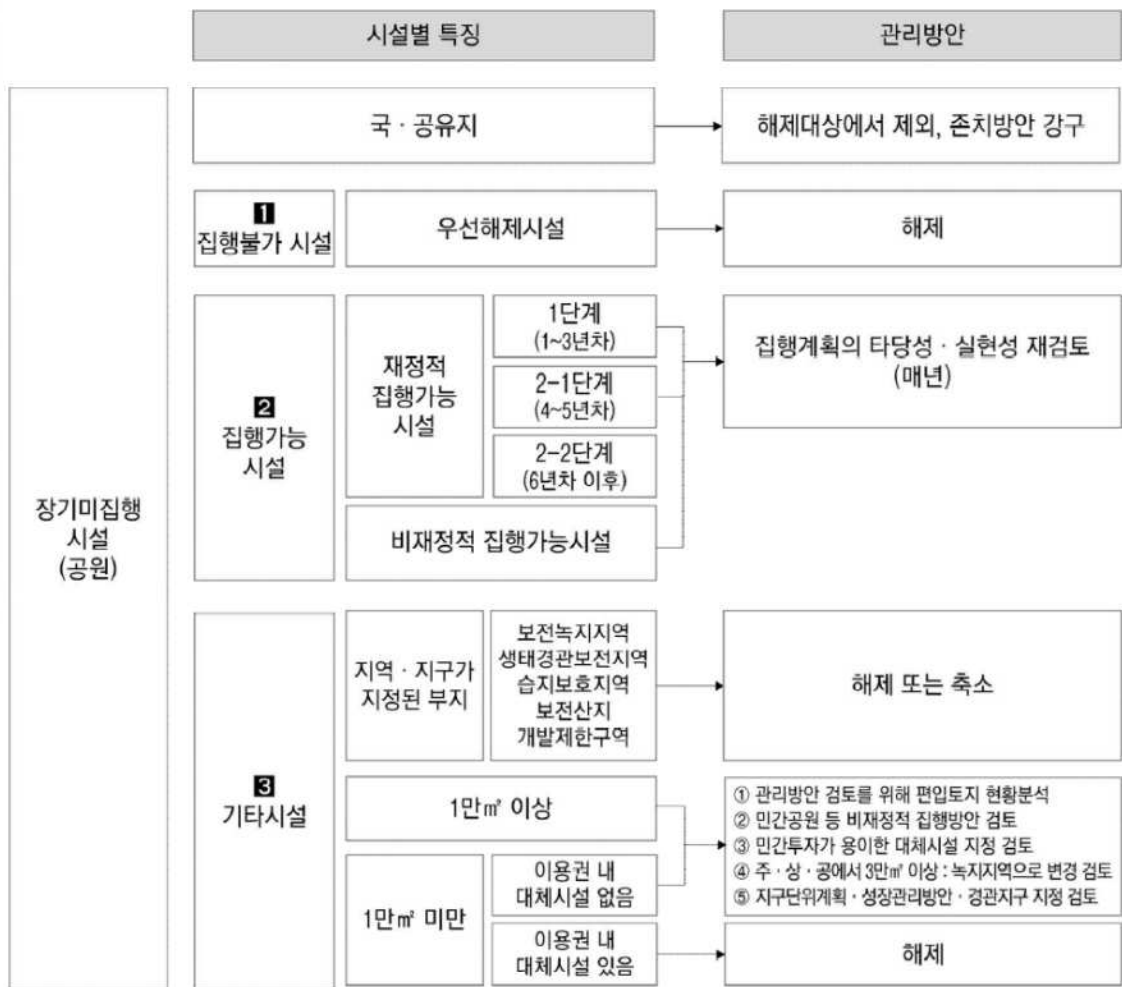 시설별 특징
관리방안
장기미집행
시설
(공원)
국 · 공유지
해제대상에서 제외, 존치방안 강구
1
집행불가 시설
우선해제시설
해제
2
집행가능
시설
재정적
집행가능
시설
1단계
(1~3년차)
2-1단계
(4~5년차)
2-2단계
(6년차 이후)
비재정적 집행가능시설
집행계획의 타당성 · 실현성 재검토
(매년)
3
기타시설
지역 · 지구가
지정된 부지
보전녹지지역
생태경관보전지역
습지보호지역
보전산지
개발제한구역
해제 또는 축소
1만㎡ 이상
1만㎡ 미만
이용권 내
대체시설 없음
① 관리방안 검토를 위해 편입토지 현황분석
② 민간공원 등 비재정적 집행방안 검토
③ 민간투자가 용이한 대체시설 지정 검토
④ 주 · 상 · 공에서 3만㎡ 이상 : 녹지지역으로 변경 검토
⑤ 지구단위계획 · 성장관리방안 · 경관지구 지정 검토
이용권 내
대체시설 있음
해제